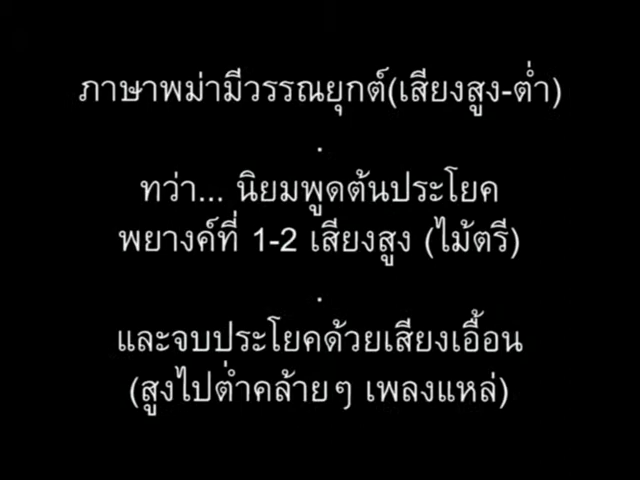 ภาษาพม่ามีวรรณยุกต์(เสียงสูง-ต่ำ)
.
ทว่า... นิยมพูดต้นประโยค
พยางค์ที่ 1-2 เสียงสูง (ไม้ตรี)
.
และจบประโยคด้วยเสียงเอื้อน
(สูงไปต่ำคล้ายๆ เพลงแหล่)